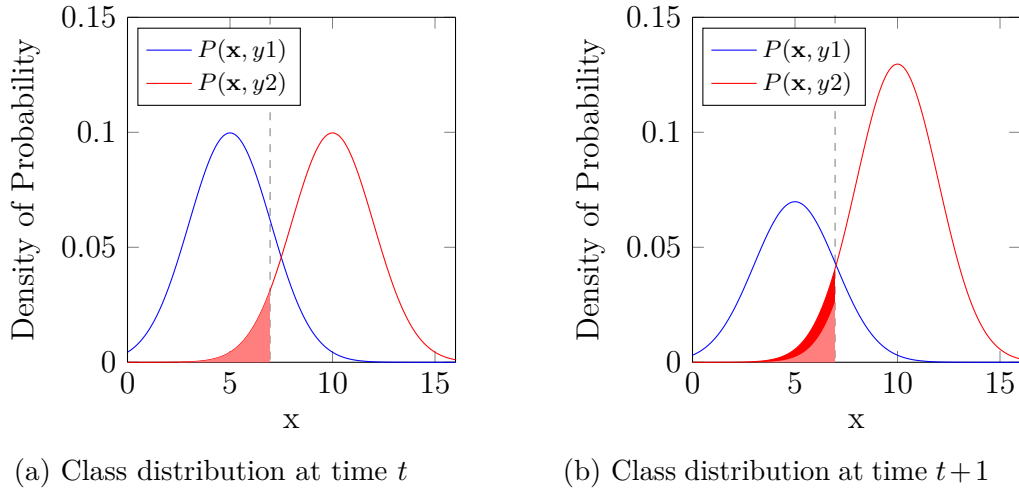 0.15
0.1
0.05
0
Density of Probability
P(x, y1)
P(x, y2)
0 5 10 15
x
(a) Class distribution at time t
0.15
0.1
0.05
0
Density of Probability
P(x, y1)
P(x, y2)
0 5 10 15
x
(b) Class distribution at time t+1